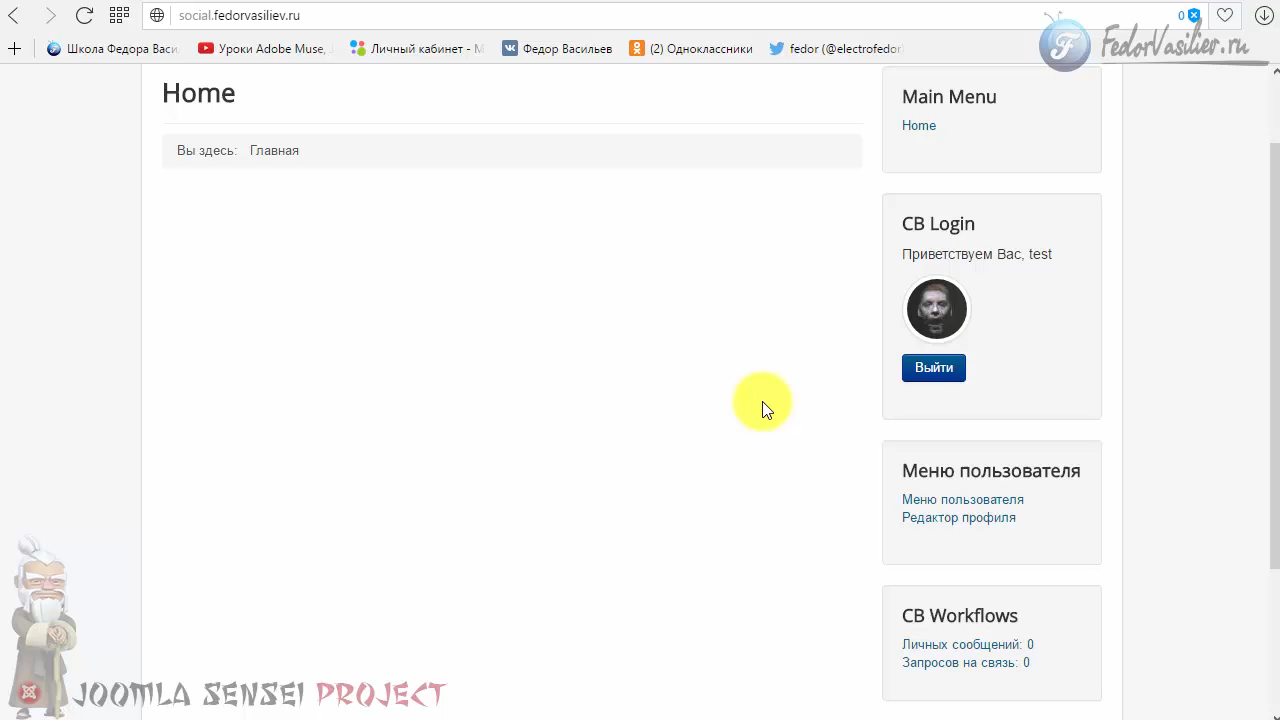 social.fedorvasiliev.ru
0
Школа Федора Васи
Уроки Adobe Muse,
Личный кабинет - М
Федор Васильев
(2) Одноклассники
fedor (@electrofedor
FedorVasiliev.ru
Home
Вы здесь: Главная
Main Menu
Home
CB Login
Приветствуем Вас, test
Выйти
Меню пользователя
Меню пользователя
Редактор профиля
CB Workflows
Личных сообщений: 0
Запросов на связь: 0
JOOMLA SENSEI PROJECT